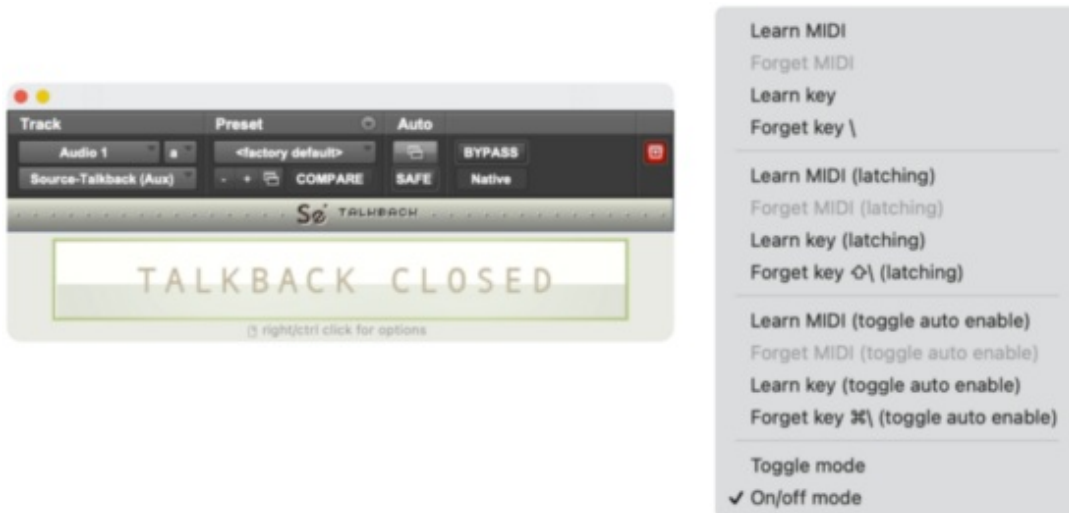 Track
Preset
Auto
Audio 1
a
<factory default>
BYPASS
Source-Talkback (Aux)
- +
COMPARE
SAFE
Native
TALKBACK
TALKBACK CLOSED
right/ctrl click for options
Learn MIDI
Forget MIDI
Learn key
Forget key \
Learn MIDI (latching)
Forget MIDI (latching)
Learn key (latching)
Forget key ⇧\ (latching)
Learn MIDI (toggle auto enable)
Forget MIDI (toggle auto enable)
Learn key (toggle auto enable)
Forget key ⌘\ (toggle auto enable)
Toggle mode
✓ On/off mode